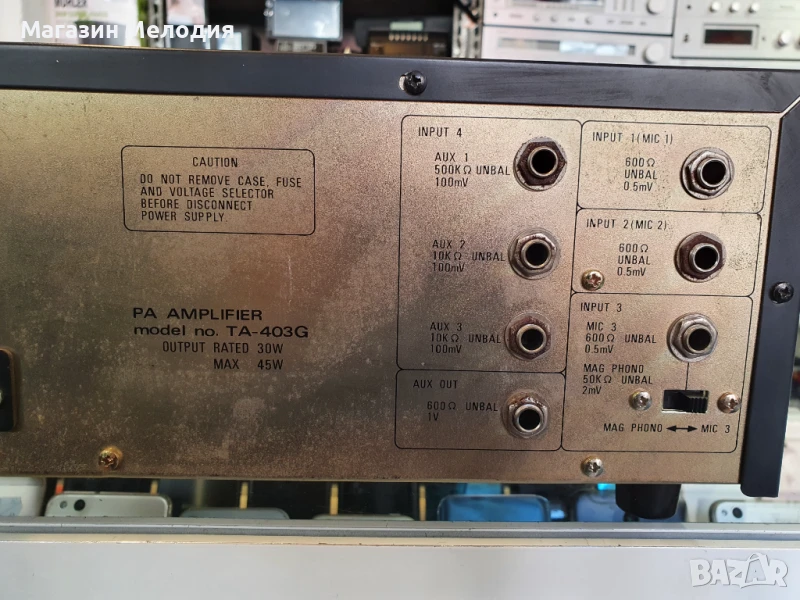 Магазин Мелодия
CAUTION
DO NOT REMOVE CASE, FUSE
AND VOLTAGE SELECTOR
BEFORE DISCONNECT
POWER SUPPLY
PA AMPLIFIER
model no. TA-403G
OUTPUT RATED 30W
MAX 45W
INPUT 4
AUX 1
500KΩ UNBAL
100mV
AUX 2
10KΩ UNBAL
100mV
AUX 3
10KΩ UNBAL
100mV
AUX OUT
600Ω UNBAL
1V
INPUT 1 (MIC 1)
600Ω
UNBAL
0.5mV
INPUT 2 (MIC 2)
600Ω
UNBAL
0.5mV
INPUT 3
MIC 3
600Ω
UNBAL
0.5mV
MAG PHONO
50KΩ UNBAL
2mV
MAG PHONO ↔ MIC 3
BAZAR